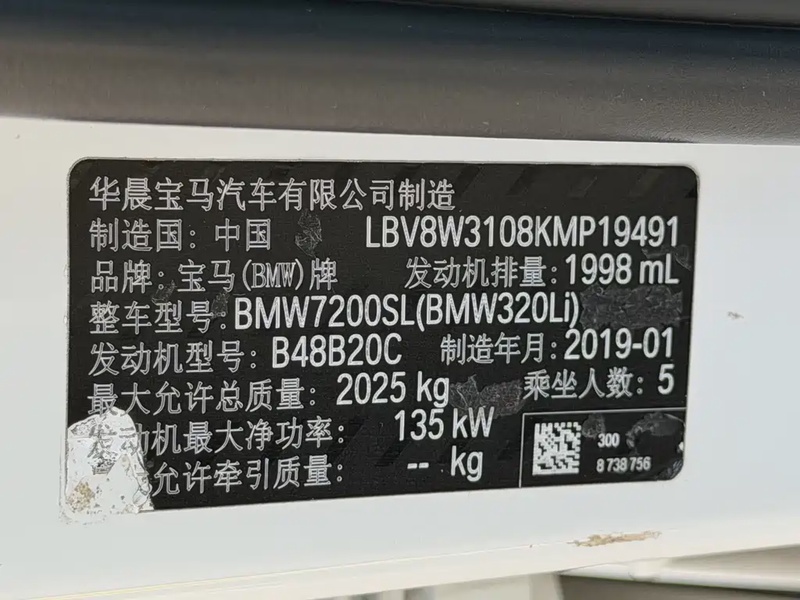 华晨宝马汽车有限公司制造
制造国：中国 LBV8W3108KMP19491
品牌：宝马(BMW)牌 发动机排量：1998 mL
整车型号：BMW7200SL(BMW320Li)
发动机型号：B48B20C 制造年月：2019-01
最大允许总质量：2025 kg 乘坐人数：5
发动机最大净功率：135 kW
允许牵引质量：-- kg
300
8 738 756